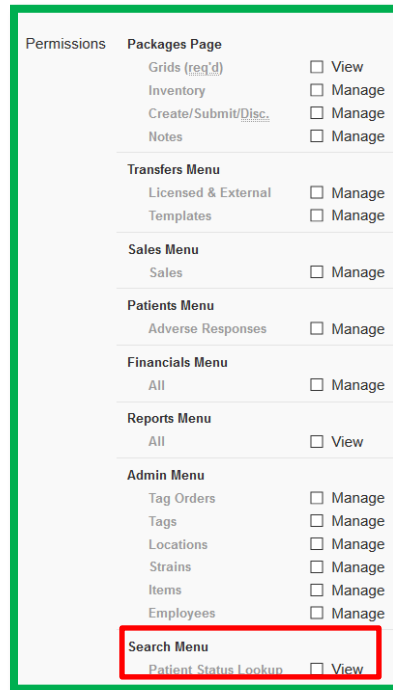 Permissions Packages Page
Grids (req'd) View
Inventory Manage
Create/Submit/Disc. Manage
Notes Manage
Transfers Menu
Licensed & External Manage
Templates Manage
Sales Menu
Sales Manage
Patients Menu
Adverse Responses Manage
Financials Menu
All Manage
Reports Menu
All View
Admin Menu
Tag Orders Manage
Tags Manage
Locations Manage
Strains Manage
Items Manage
Employees Manage
Search Menu
Patient Status Lookup View